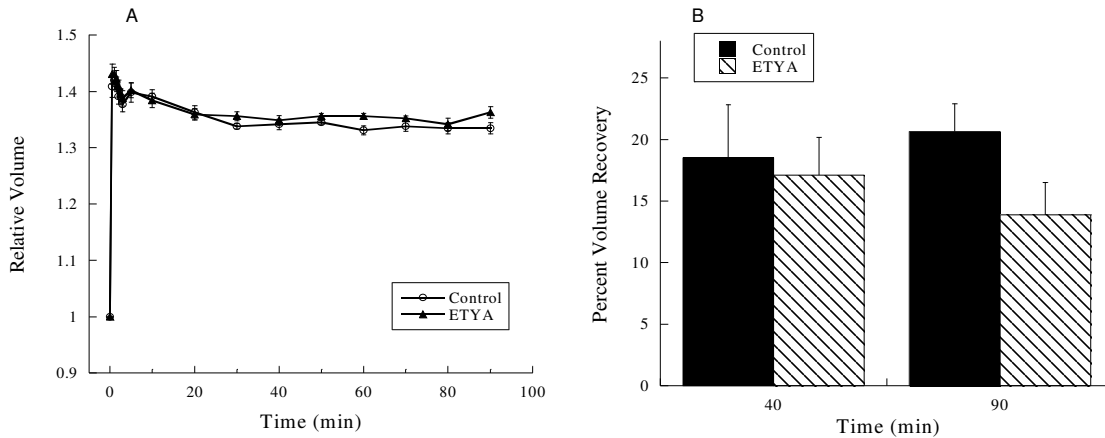 A
1.5
1.4
1.3
1.2
1.1
1
0.9
Relative Volume
Control
ETYA
0
20
40
60
80
100
Time (min)
B
Control
ETYA
25
20
15
10
5
0
Percent Volume Recovery
40
90
Time (min)